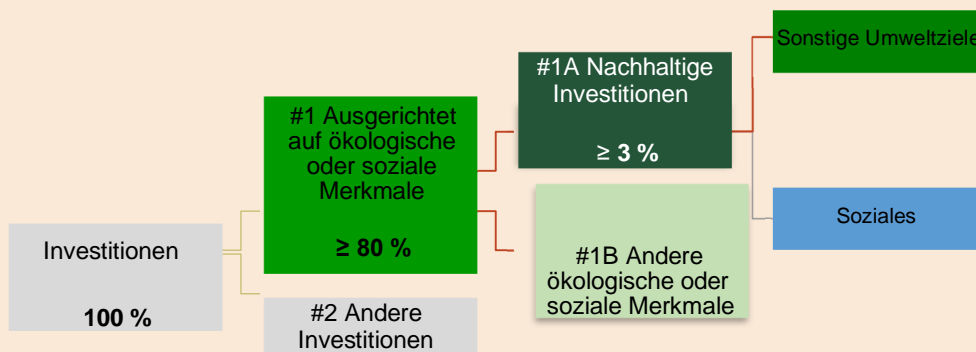 Investitionen
100 %
#1 Ausgerichtet
auf ökologische
oder soziale
Merkmale
≥ 80 %
#2 Andere
Investitionen
#1A Nachhaltige
Investitionen
≥ 3 %
#1B Andere
ökologische oder
soziale Merkmale
Sonstige Umweltziele
Soziales